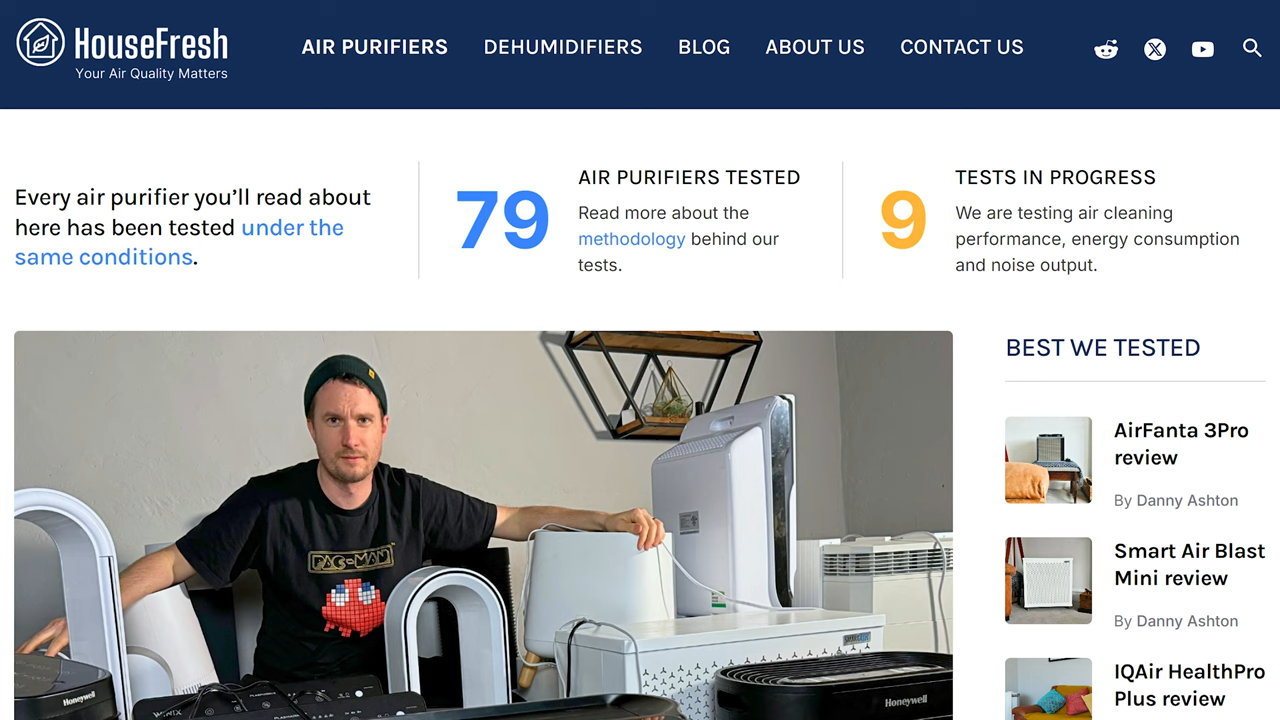 HouseFresh
Your Air Quality Matters
AIR PURIFIERS
DEHUMIDIFIERS
BLOG
ABOUT US
CONTACT US
Every air purifier you’ll read about
here has been tested under the
same conditions.
79
AIR PURIFIERS TESTED
Read more about the
methodology behind our
tests.
9
TESTS IN PROGRESS
We are testing air cleaning
performance, energy consumption
and noise output.
PAC-MAN
Honeywell
WINIX
Honeywell
BEST WE TESTED
AirFanta 3Pro
review
By Danny Ashton
Smart Air Blast
Mini review
By Danny Ashton
IQAir HealthPro
Plus review